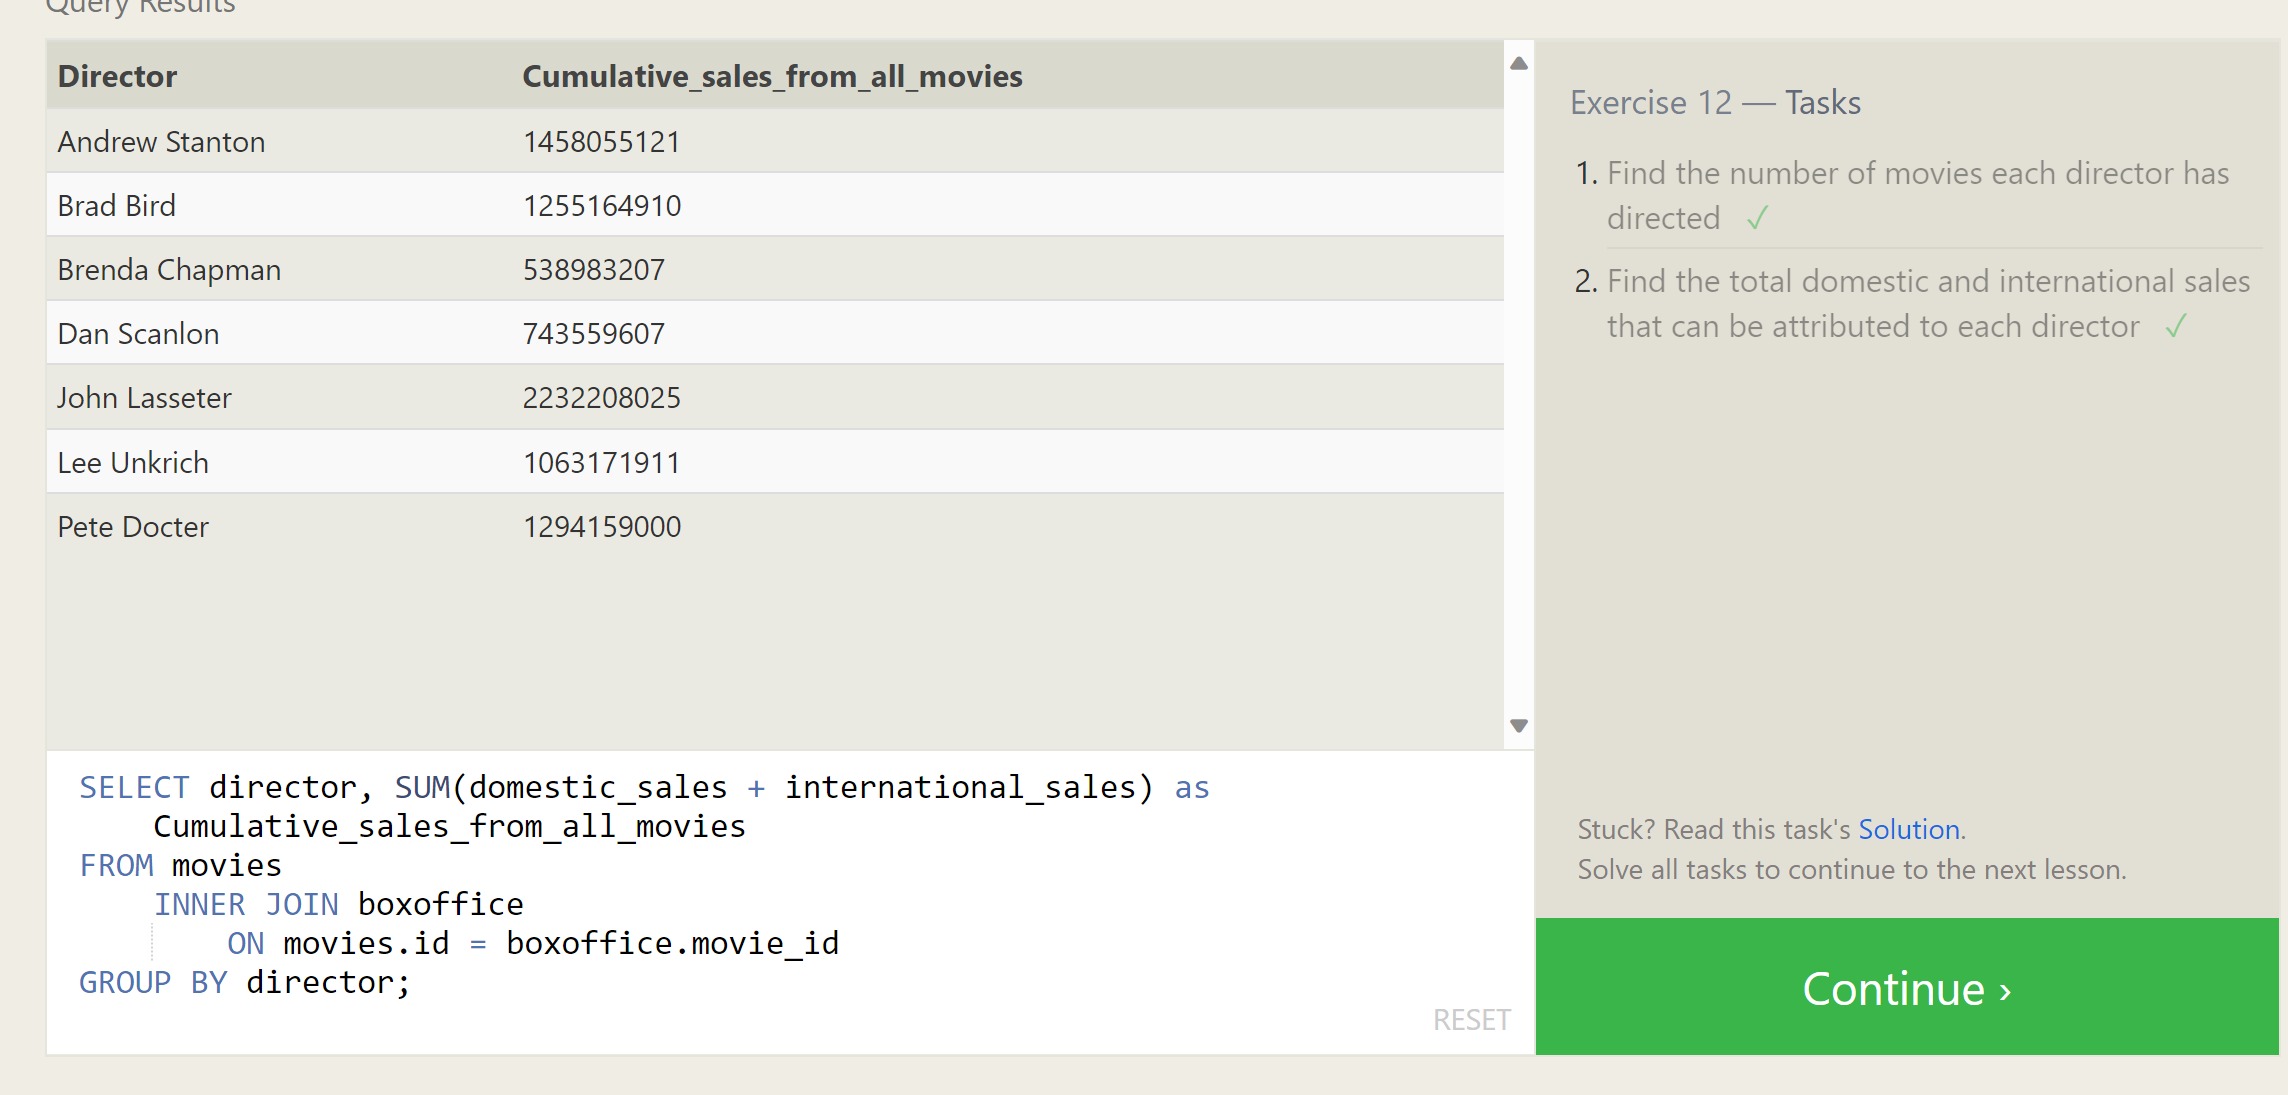 Query Results
Director Cumulative_sales_from_all_movies
Andrew Stanton 1458055121
Brad Bird 1255164910
Brenda Chapman 538983207
Dan Scanlon 743559607
John Lasseter 2232208025
Lee Unkrich 1063171911
Pete Docter 1294159000
SELECT director, SUM(domestic_sales + international_sales) as
Cumulative_sales_from_all_movies
FROM movies
INNER JOIN boxoffice
ON movies.id = boxoffice.movie_id
GROUP BY director;
RESET
Exercise 12 — Tasks
1. Find the number of movies each director has
directed ✓
2. Find the total domestic and international sales
that can be attributed to each director ✓
Stuck? Read this task's Solution.
Solve all tasks to continue to the next lesson.
Continue ›